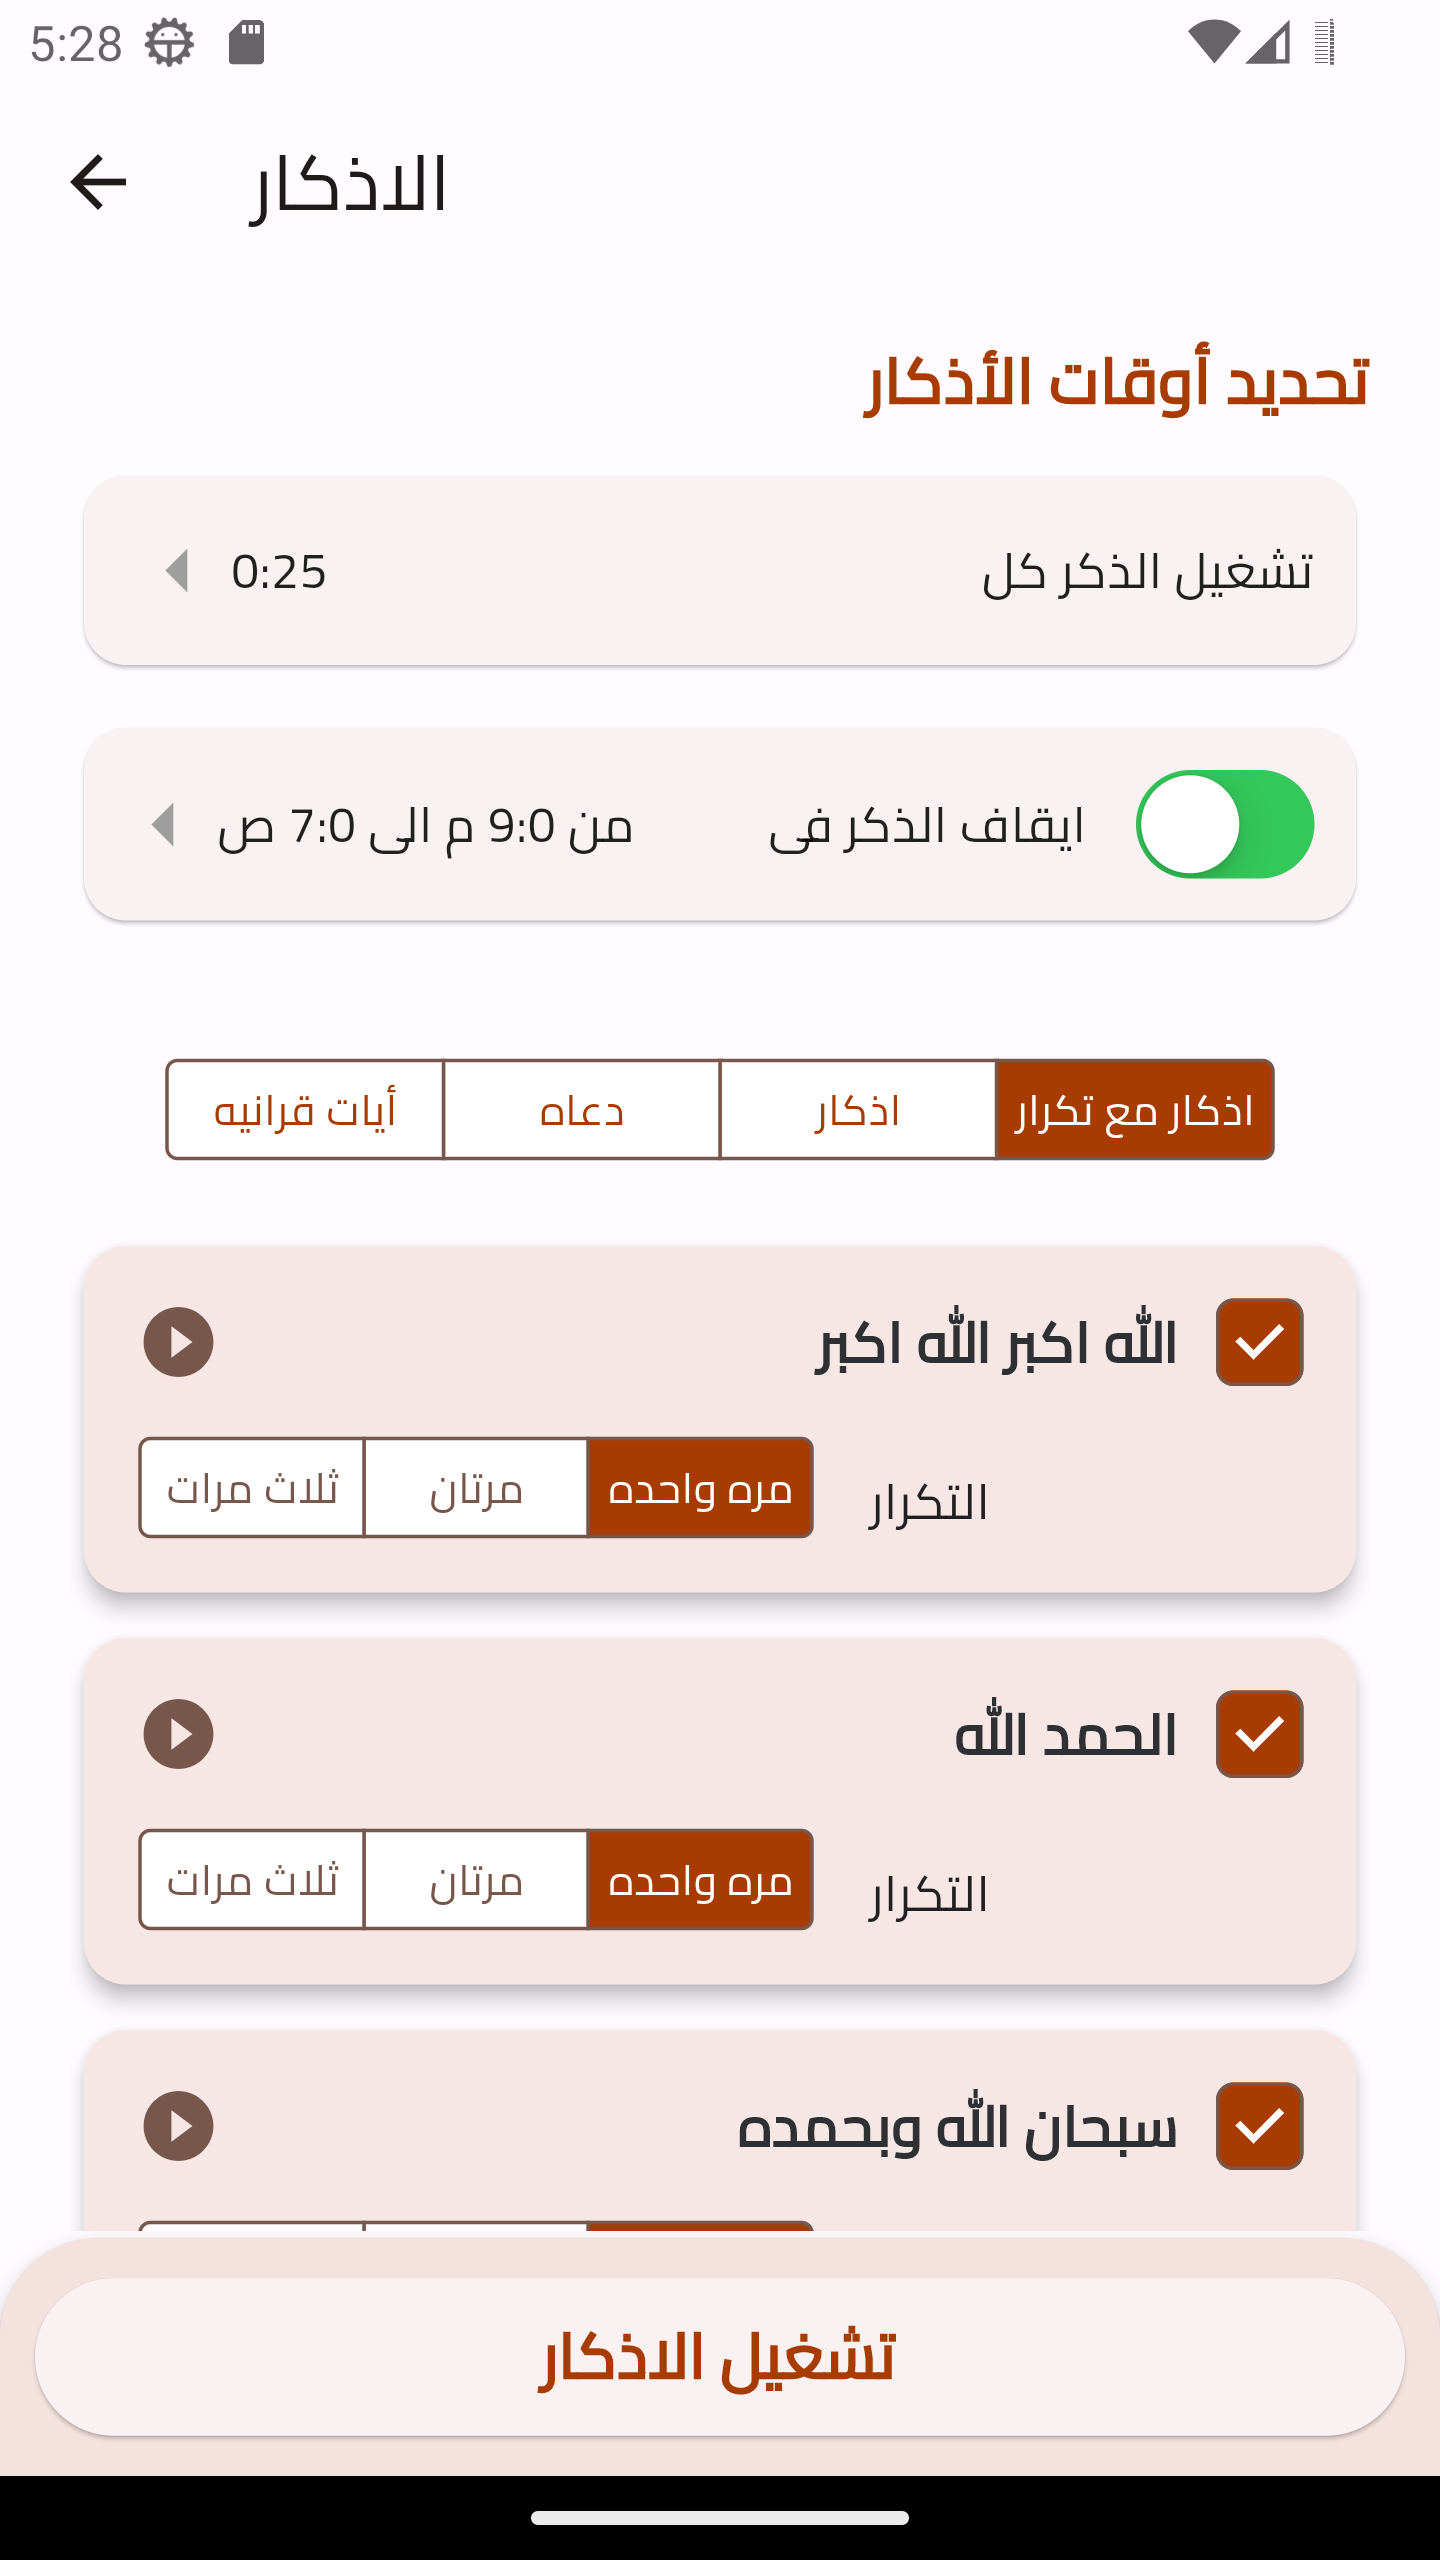 5:28
الاذكار
تحديد أوقات الأذكار
تشغيل الذكر كل 0:25
ايقاف الذكر فى من 9:0 م الى 7:0 ص
اذكار مع تكرار اذكار دعاه أيات قرانيه
الله اكبر الله اكبر
التكرار مره واحده مرتان ثلاث مرات
الحمد الله
التكرار مره واحده مرتان ثلاث مرات
سبحان الله وبحمده
تشغيل الاذكار